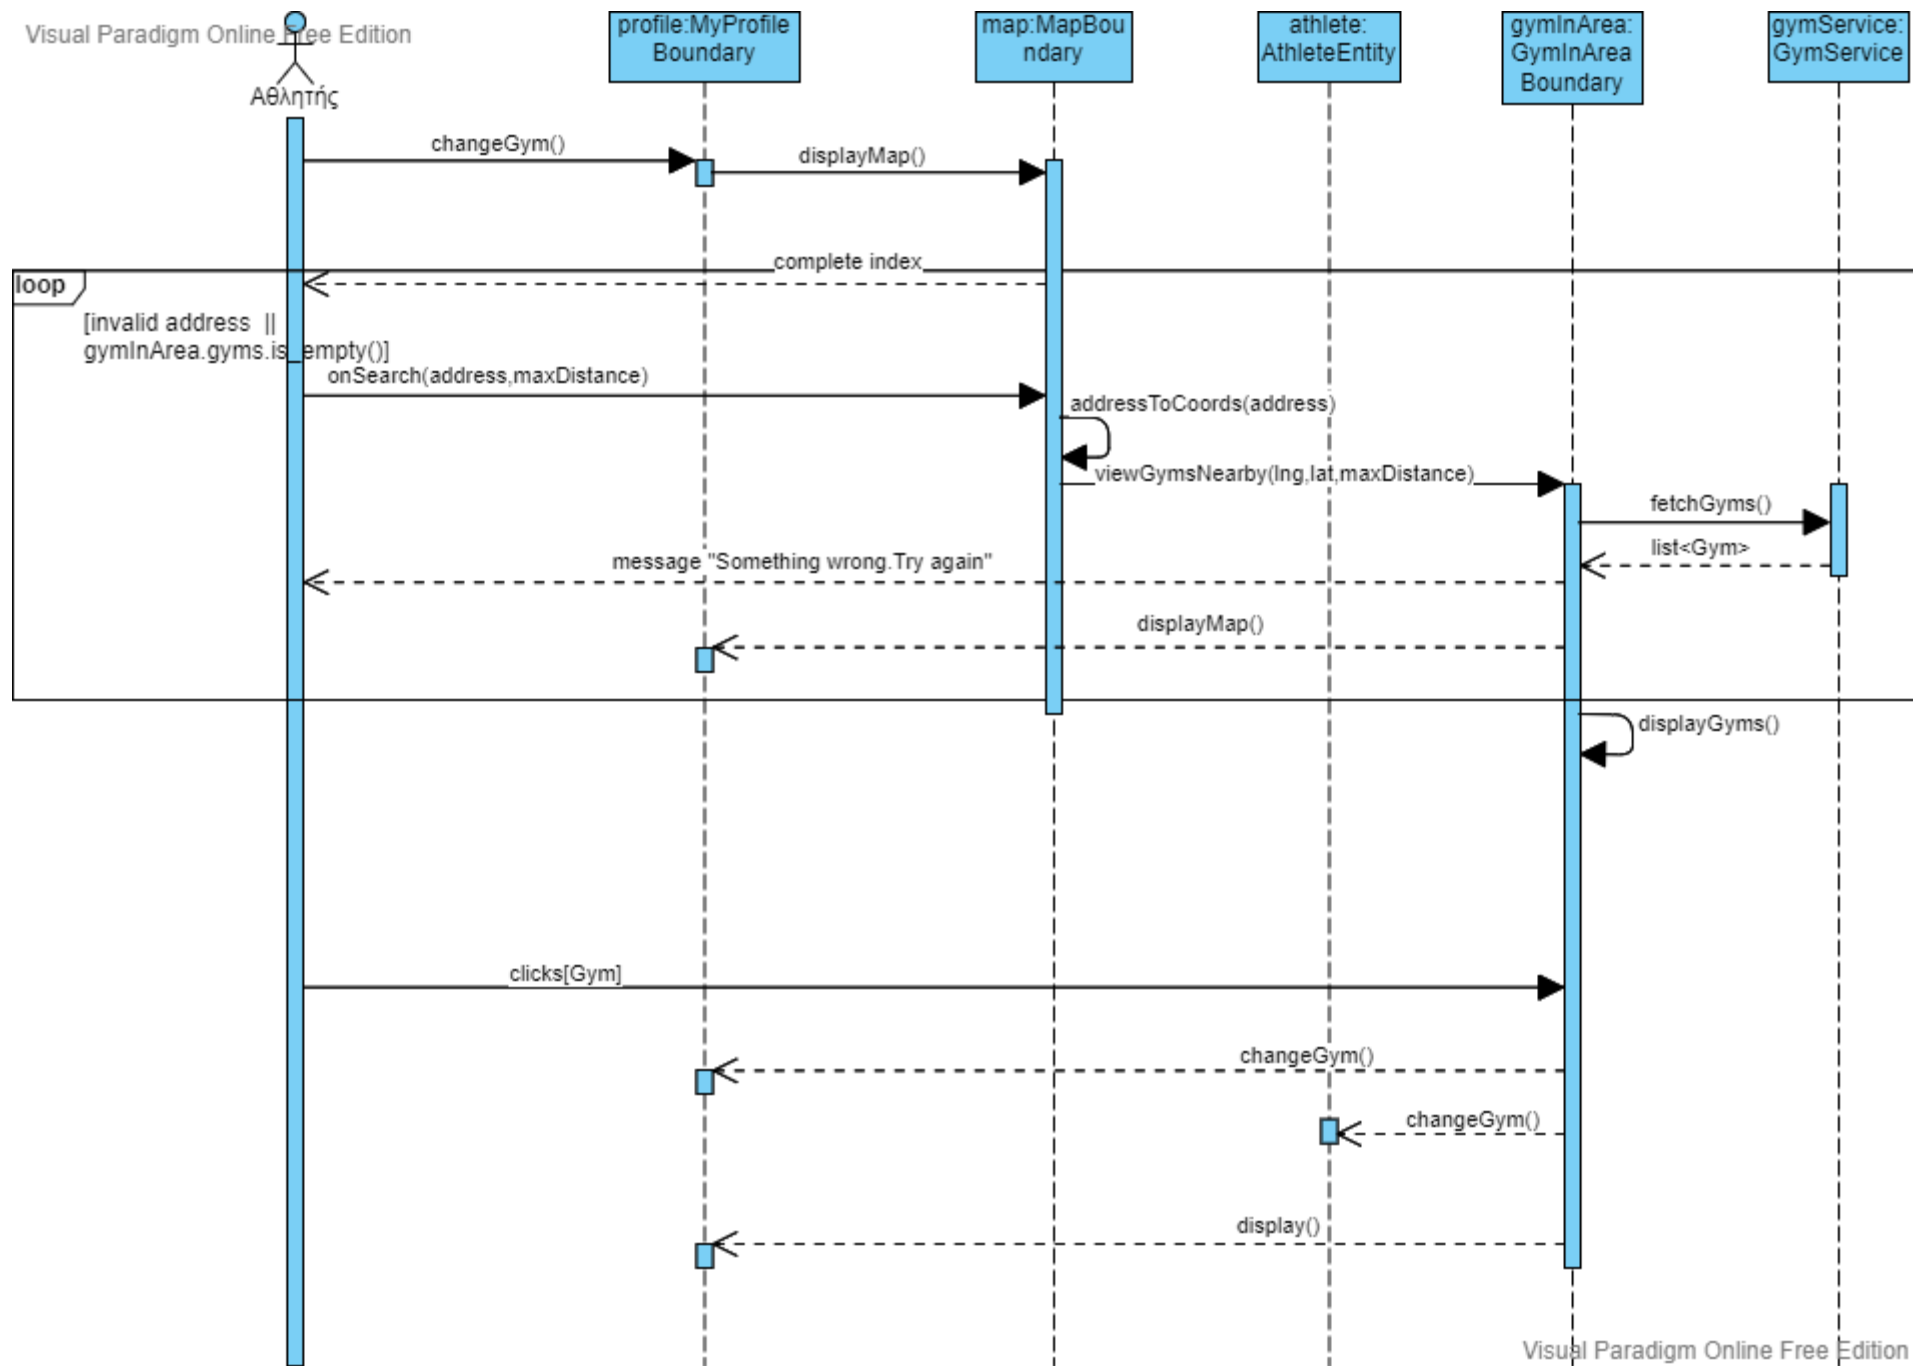 Visual Paradigm Online Free Edition
Αθλητής
profile:MyProfile
Boundary
map:MapBou
ndary
athlete:
AthleteEntity
gymInArea:
GymInArea
Boundary
gymService:
GymService
changeGym()
displayMap()
complete index
loop
[invalid address ||
gymInArea.gyms.is_empty()]
onSearch(address,maxDistance)
addressToCoords(address)
viewGymsNearby(lng,lat,maxDistance)
fetchGyms()
list<Gym>
message "Something wrong.Try again"
displayMap()
displayGyms()
clicks[Gym]
changeGym()
changeGym()
display()
Visual Paradigm Online Free Edition